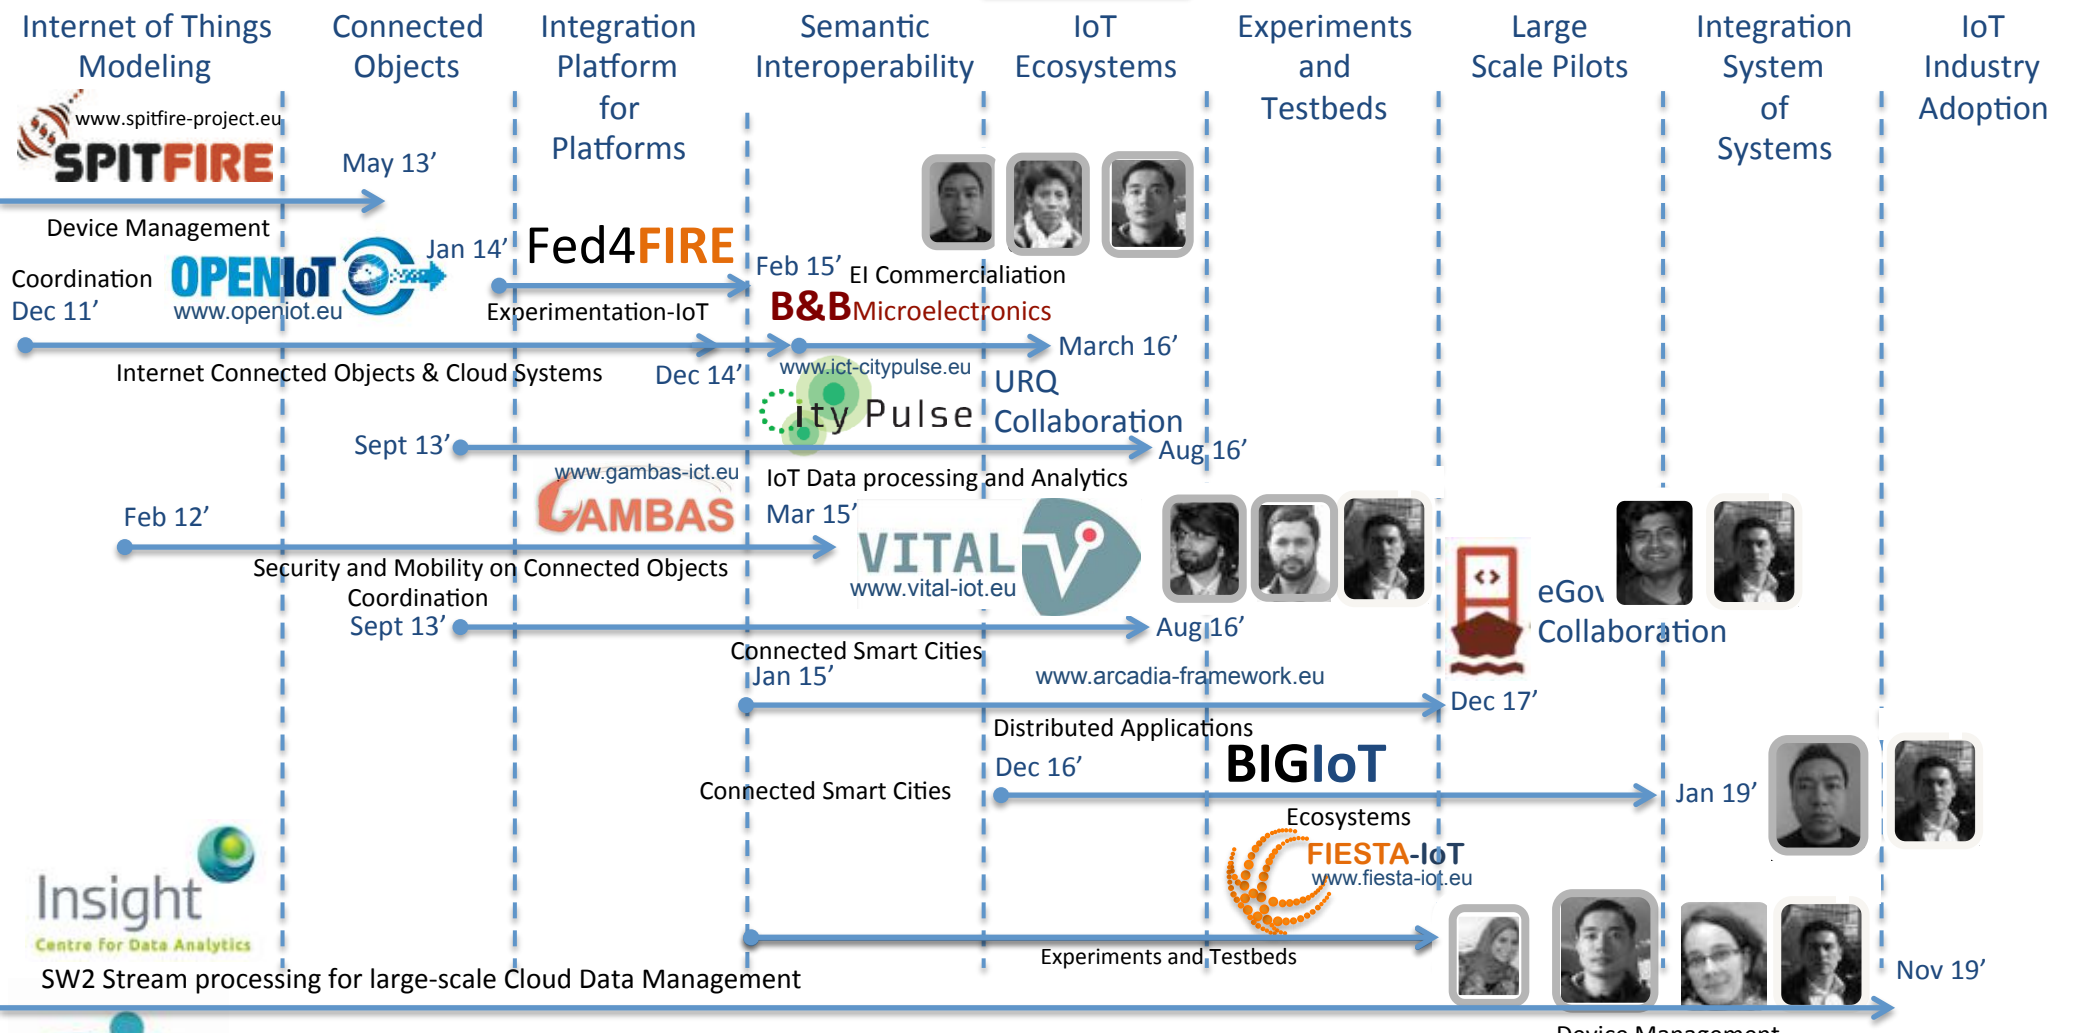 Internet of Things
Modeling
Connected
Objects
Integration
Platform
for
Platforms
Semantic
Interoperability
IoT
Ecosystems
Experiments
and
Testbeds
Large
Scale Pilots
Integration
System
of
Systems
IoT
Industry
Adoption
www.spitfire-project.eu
SPITFIRE
May 13’
Device Management
Coordination
Dec 11’
OPENIoT
www.openiot.eu
Jan 14’
Fed4FIRE
Experimentation-IoT
Feb 15’
EI Commercialiation
B&B Microelectronics
March 16’
Internet Connected Objects & Cloud Systems
Dec 14’
www.ict-citypulse.eu
City Pulse
URQ
Collaboration
Sept 13’
Aug 16’
www.gambas-ict.eu
GAMBAS
IoT Data processing and Analytics
Feb 12’
Mar 15’
VITAL
www.vital-iot.eu
Security and Mobility on Connected Objects
Coordination
Sept 13’
Aug 16’
Connected Smart Cities
<>
eGov
Collaboration
Jan 15’
www.arcadia-framework.eu
Dec 17’
Distributed Applications
Dec 16’
BIGIoT
Connected Smart Cities
Jan 19’
Ecosystems
FIESTA-IoT
www.fiesta-iot.eu
Insight
Centre for Data Analytics
Experiments and Testbeds
SW2 Stream processing for large-scale Cloud Data Management
Nov 19’
Device Management